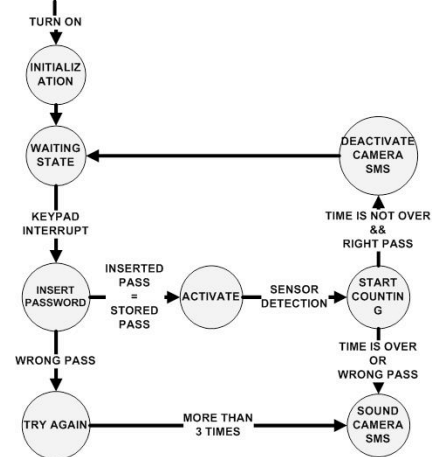 TURN ON
INITIALIZ
ATION
WAITING
STATE
DEACTIVATE
CAMERA
SMS
KEYPAD
INTERRUPT
TIME IS NOT OVER
&&
RIGHT PASS
INSERT
PASSWORD
INSERTED
PASS
=
STORED
PASS
ACTIVATE
SENSOR
DETECTION
START
COUNTIN
G
WRONG PASS
TIME IS OVER
OR
WRONG PASS
TRY AGAIN
MORE THAN
3 TIMES
SOUND
CAMERA
SMS